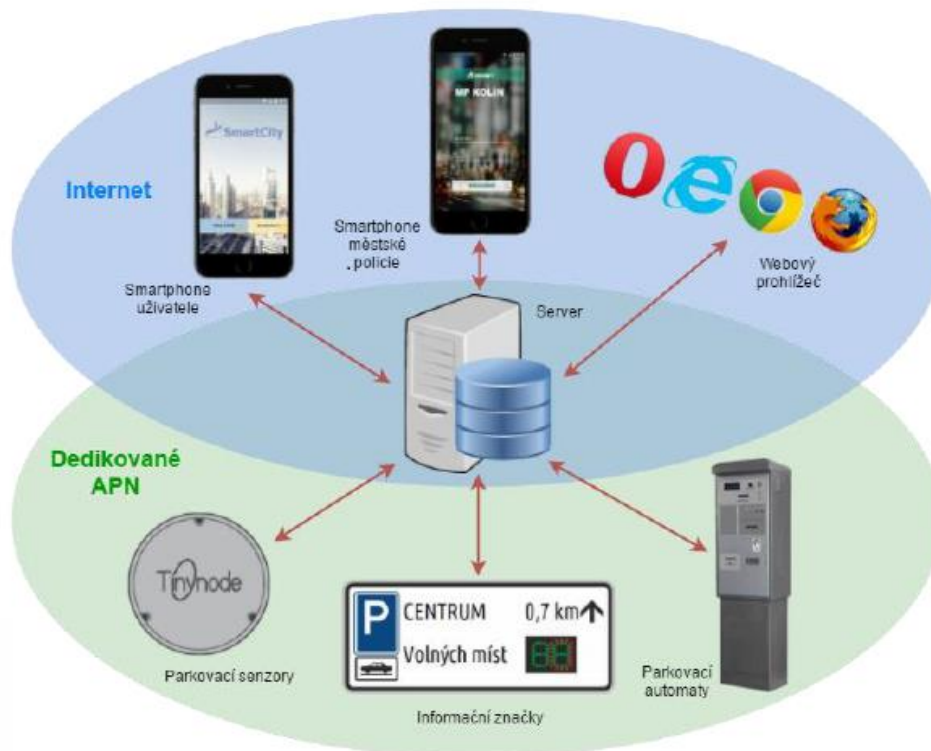 SmartCity
MP KOLÍN
Internet
Smartphone
uživatele
Smartphone
městské
policie
Webový
prohlížeč
Server
Dedikované
APN
Tinynode
Parkovací senzory
P
CENTRUM 0,7 km
Volných míst
Informační značky
Parkovací
automaty